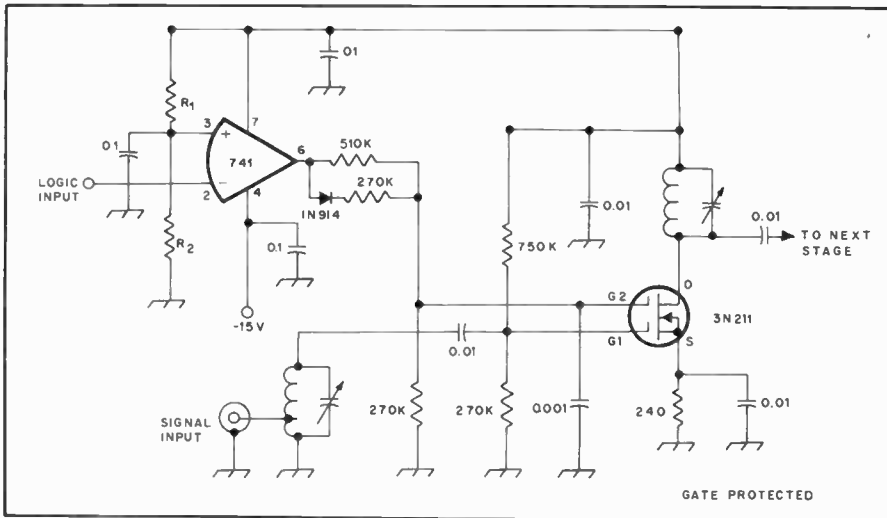 01
R1
3
+
7
01
741
6
510K
270K
LOGIC INPUT
2
−
4
IN914
R2
0.1
-15V
750K
0.01
0.01
TO NEXT STAGE
D
G2
3N211
G1
S
0.01
SIGNAL INPUT
270K
270K
0.001
240
0.01
GATE PROTECTED